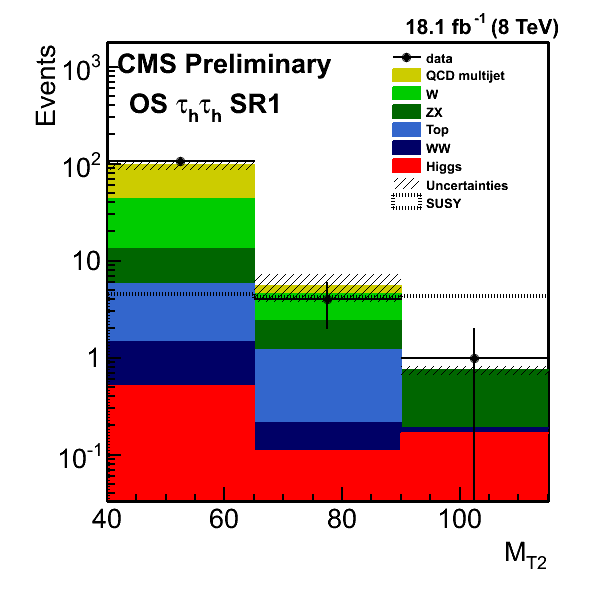 18.1 fb⁻¹ (8 TeV)
Events
CMS Preliminary
OS τhτh SR1
data
QCD multijet
W
ZX
Top
WW
Higgs
Uncertainties
SUSY
10³
10²
10
1
10⁻¹
40 60 80 100
MT2